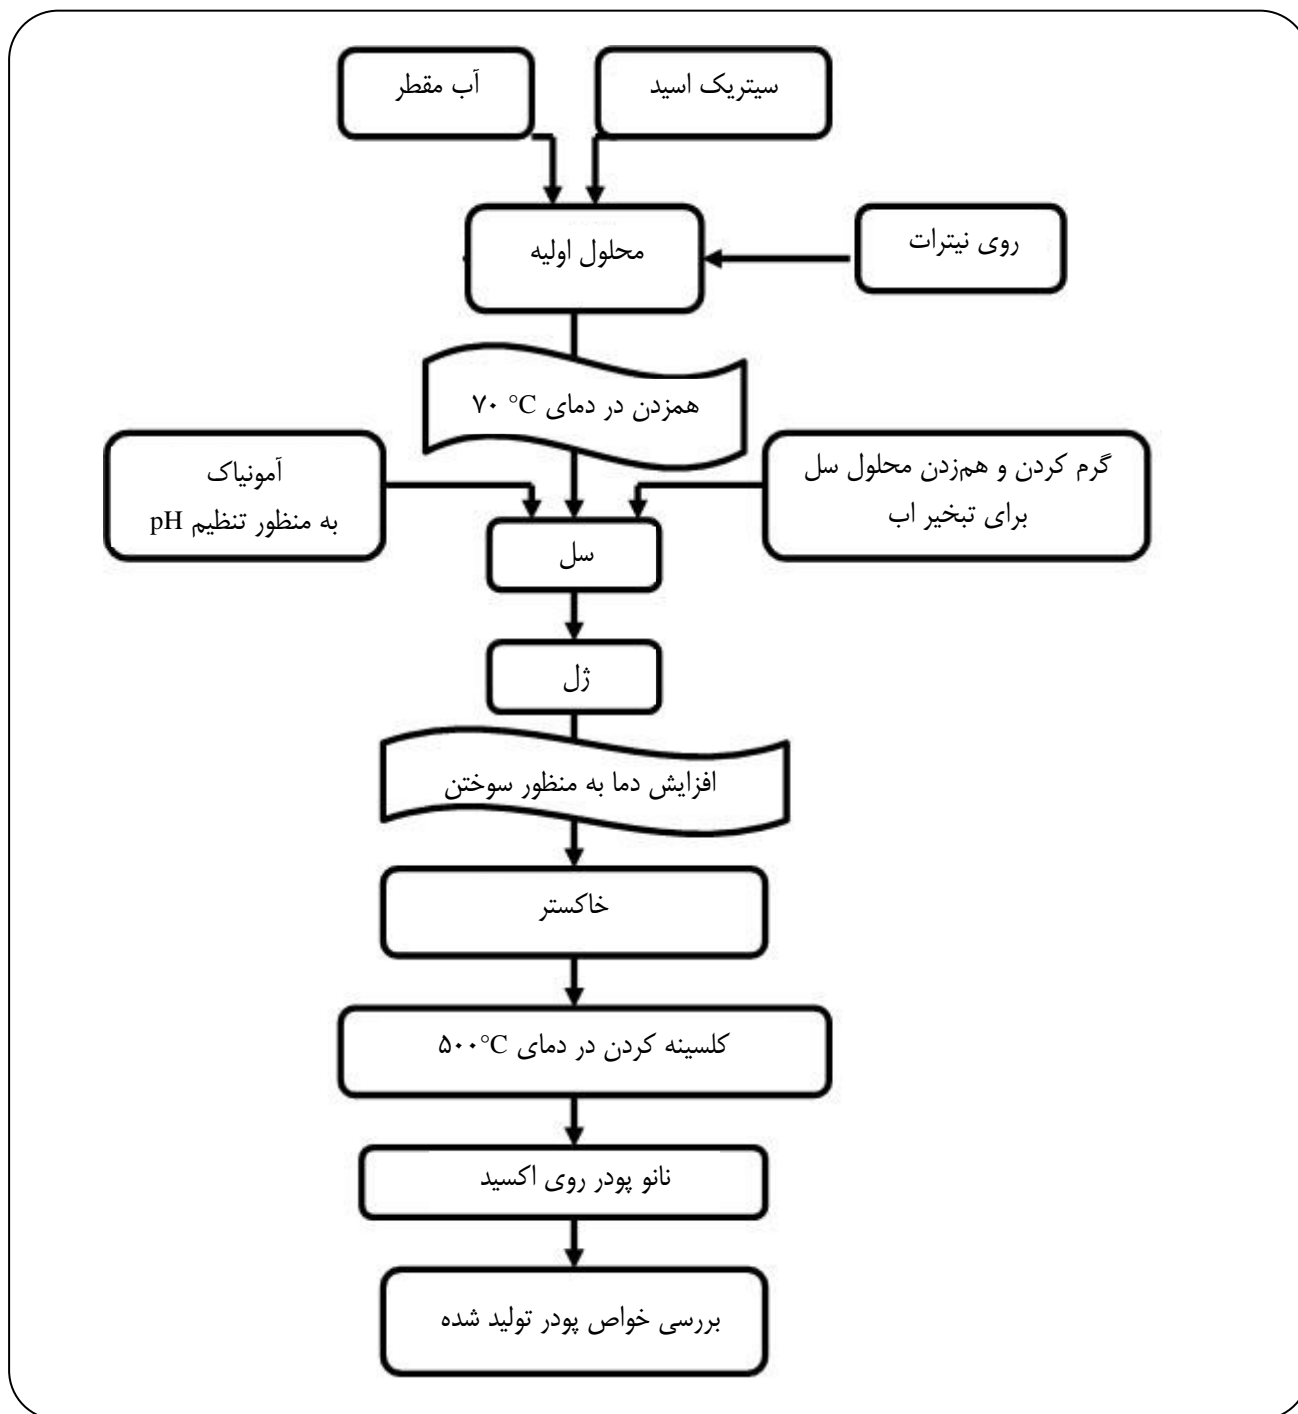 آب مقطر
سیتریک اسید
محلول اولیه
روی نیترات
همزدن در دمای ۷۰ °C
آمونیاک
به منظور تنظیم pH
گرم کردن و هم‌زدن محلول سل
برای تبخیر اب
سل
ژل
افزایش دما به منظور سوختن
خاکستر
کلسینه کردن در دمای ۵۰۰°C
نانو پودر روی اکسید
بررسی خواص پودر تولید شده